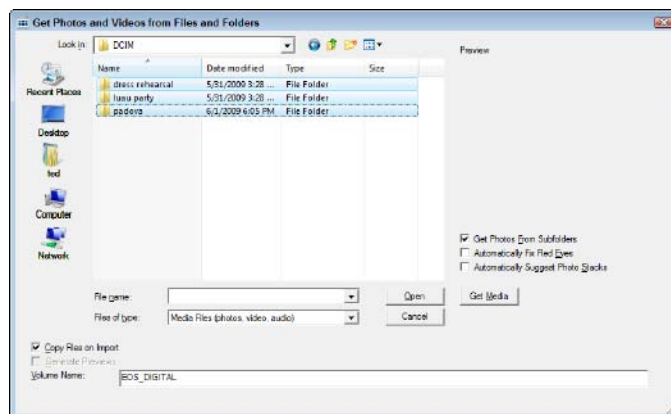 Get Photos and Videos from Files and Folders
Look in: DCIM
Preview
Name Date modified Type Size
dress rehearsal 5/31/2009 3:28 ... File Folder
luau party 5/31/2009 3:28 ... File Folder
padova 6/1/2009 6:05 PM File Folder
Recent Places
Desktop
ted
Computer
Network
Get Photos From Subfolders
Automatically Fix Red Eyes
Automatically Suggest Photo Stacks
File name: Open Get Media
Files of type: Media Files (photos, video, audio) Cancel
Copy Files on Import
Generate Previews
Volume Name: EOS_DIGITAL